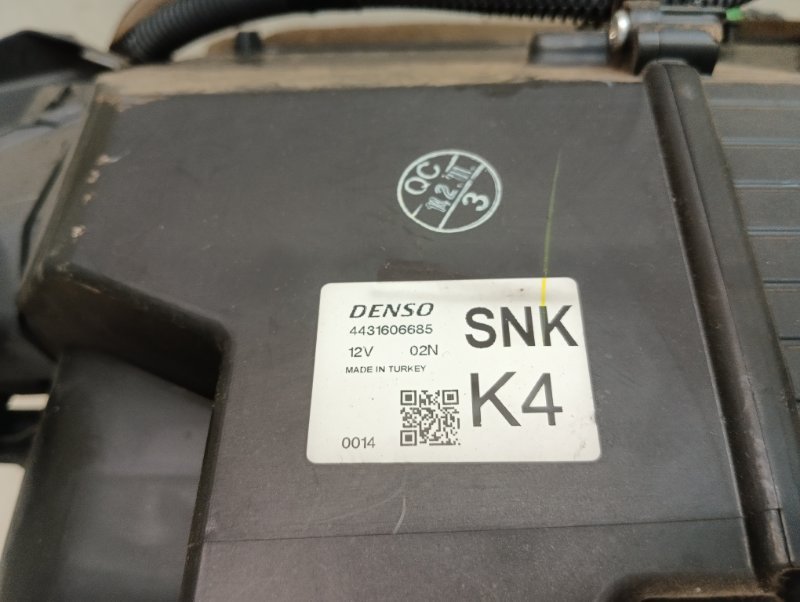 QC
3
DENSO
4431606685
12V 02N
MADE IN TURKEY
0014
SNK
K4